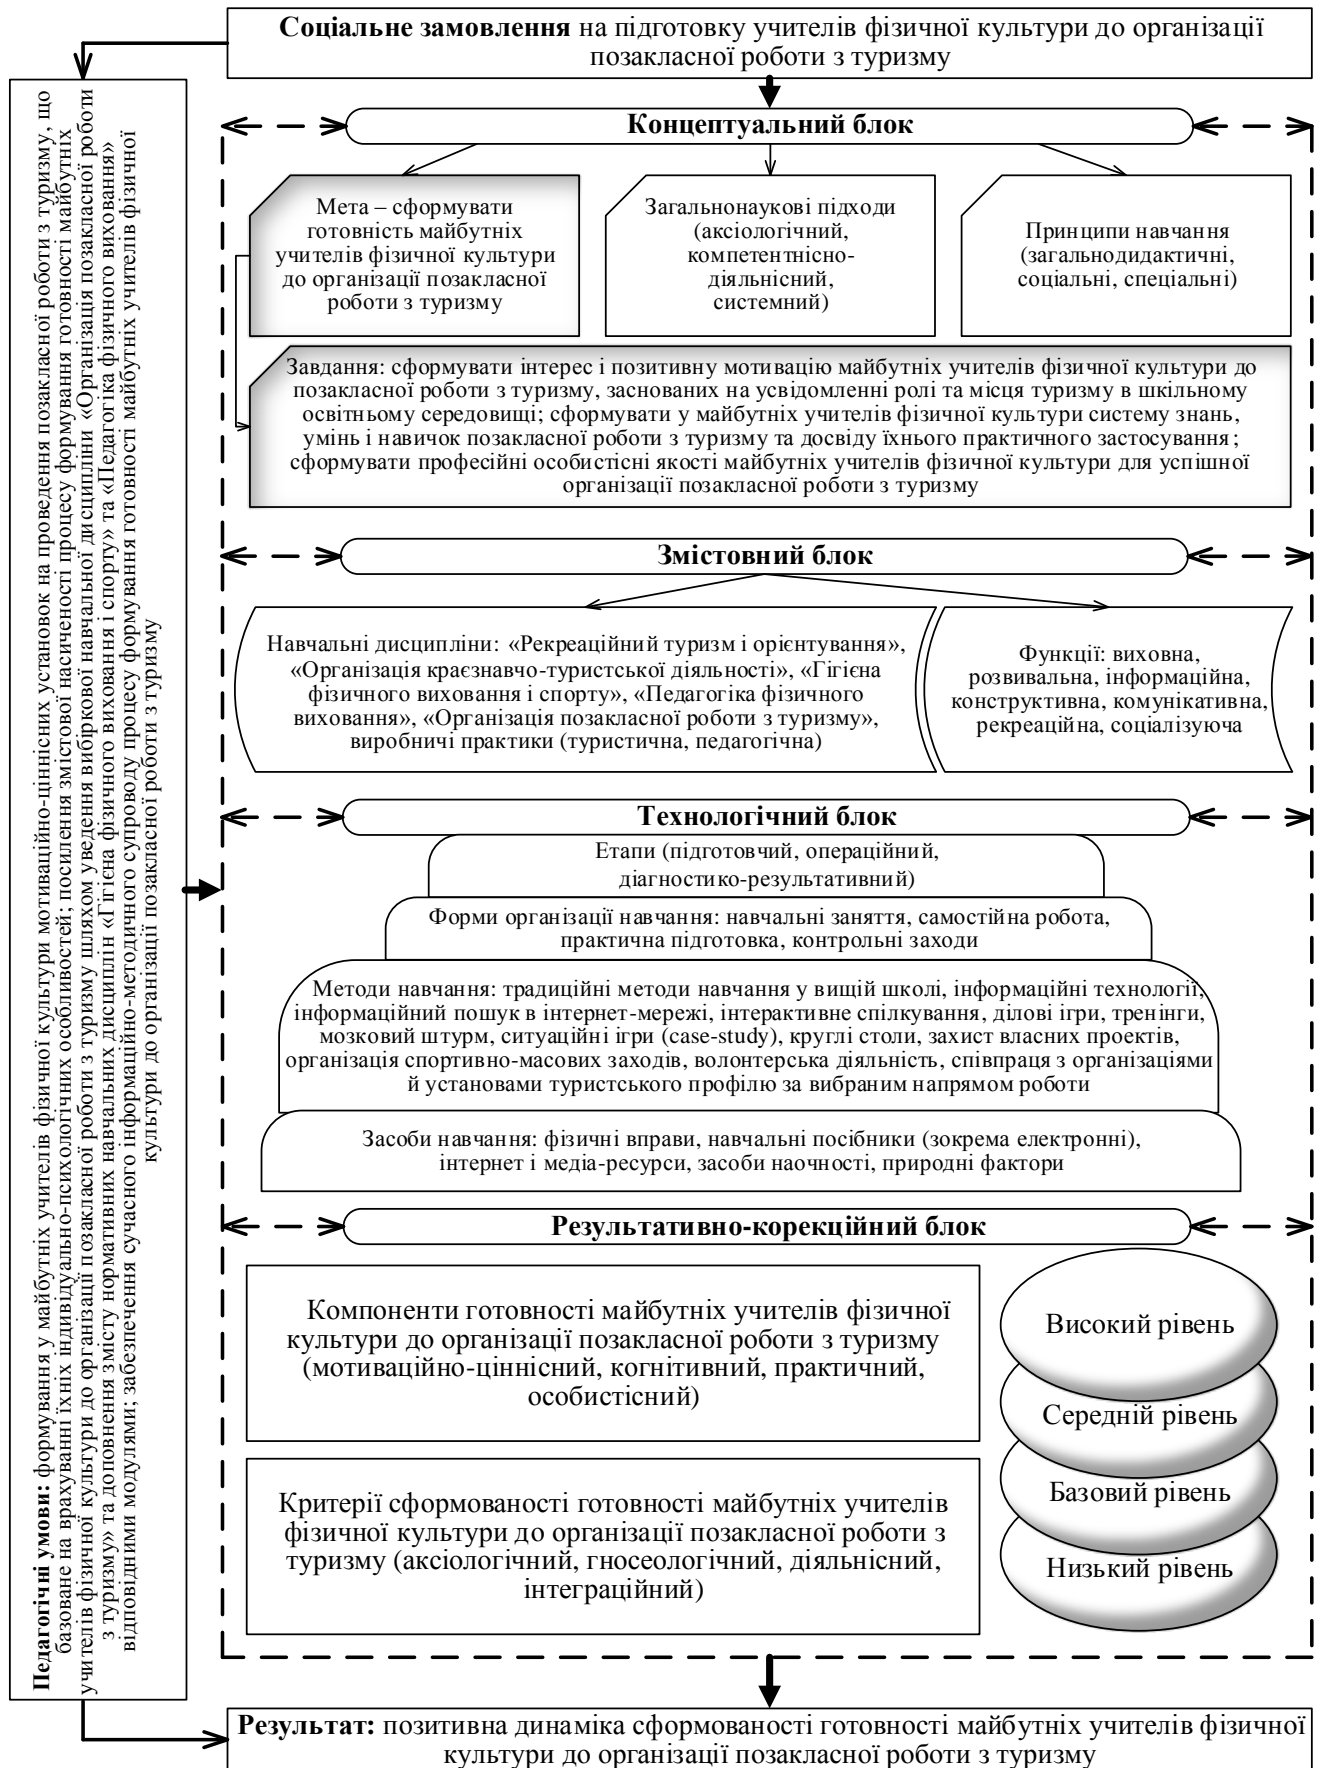 Соціальне замовлення на підготовку учителів фізичної культури до організації
позакласної роботи з туризму
Педагогічні умови: формування у майбутніх учителів фізичної культури мотиваційно-ціннісних установок на проведення позакласної роботи з туризму, що
базоване на врахуванні їхніх індивідуально-психологічних особливостей; посилення змістової насиченості процесу формування готовності майбутніх
учителів фізичної культури до організації позакласної роботи з туризму шляхом уведення вибіркової навчальної дисципліни «Організація позакласної роботи
з туризму» та доповнення змісту нормативних навчальних дисциплін «Гігієна фізичного виховання і спорту» та «Педагогіка фізичного виховання»
відповідними модулями; забезпечення сучасного інформаційно-методичного супроводу процесу формування готовності майбутніх учителів фізичної
культури до організації позакласної роботи з туризму
Концептуальний блок
Мета – сформувати
готовність майбутніх
учителів фізичної культури
до організації позакласної
роботи з туризму
Загальнонаукові підходи
(аксіологічний,
компетентнісно-
діяльнісний,
системний)
Принципи навчання
(загальнодидактичні,
соціальні, спеціальні)
Завдання: сформувати інтерес і позитивну мотивацію майбутніх учителів фізичної культури до
позакласної роботи з туризму, заснованих на усвідомленні ролі та місця туризму в шкільному
освітньому середовищі; сформувати у майбутніх учителів фізичної культури систему знань,
умінь і навичок позакласної роботи з туризму та досвіду їхнього практичного застосування;
сформувати професійні особистісні якості майбутніх учителів фізичної культури для успішної
організації позакласної роботи з туризму
Змістовний блок
Навчальні дисципліни: «Рекреаційний туризм і орієнтування»,
«Організація краєзнавчо-туристської діяльності», «Гігієна
фізичного виховання і спорту», «Педагогіка фізичного
виховання», «Організація позакласної роботи з туризму»,
виробничі практики (туристична, педагогічна)
Функції: виховна,
розвивальна, інформаційна,
конструктивна, комунікативна,
рекреаційна, соціалізуюча
Технологічний блок
Етапи (підготовчий, операційний,
діагностико-результативний)
Форми організації навчання: навчальні заняття, самостійна робота,
практична підготовка, контрольні заходи
Методи навчання: традиційні методи навчання у вищій школі, інформаційні технології,
інформаційний пошук в інтернет-мережі, інтерактивне спілкування, ділові ігри, тренінги,
мозковий штурм, ситуаційні ігри (case-study), круглі столи, захист власних проектів,
організація спортивно-масових заходів, волонтерська діяльність, співпраця з організаціями
й установами туристського профілю за вибраним напрямом роботи
Засоби навчання: фізичні вправи, навчальні посібники (зокрема електронні),
інтернет і медіа-ресурси, засоби наочності, природні фактори
Результативно-корекційний блок
Компоненти готовності майбутніх учителів фізичної
культури до організації позакласної роботи з туризму
(мотиваційно-ціннісний, когнітивний, практичний,
особистісний)
Критерії сформованості готовності майбутніх учителів
фізичної культури до організації позакласної роботи з
туризму (аксіологічний, гносеологічний, діяльнісний,
інтеграційний)
Високий рівень
Середній рівень
Базовий рівень
Низький рівень
Результат: позитивна динаміка сформованості готовності майбутніх учителів фізичної
культури до організації позакласної роботи з туризму